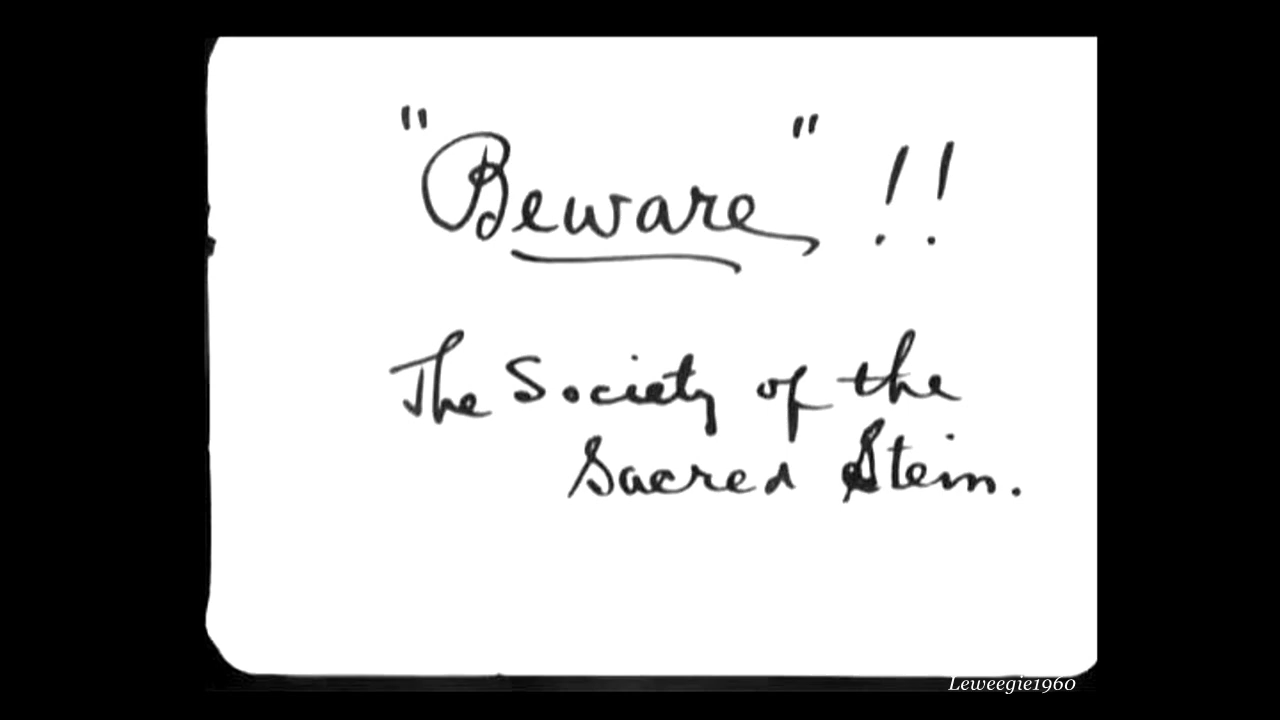 "Beware" !!
The Society of the
Sacred Stein.
Leweegie1960